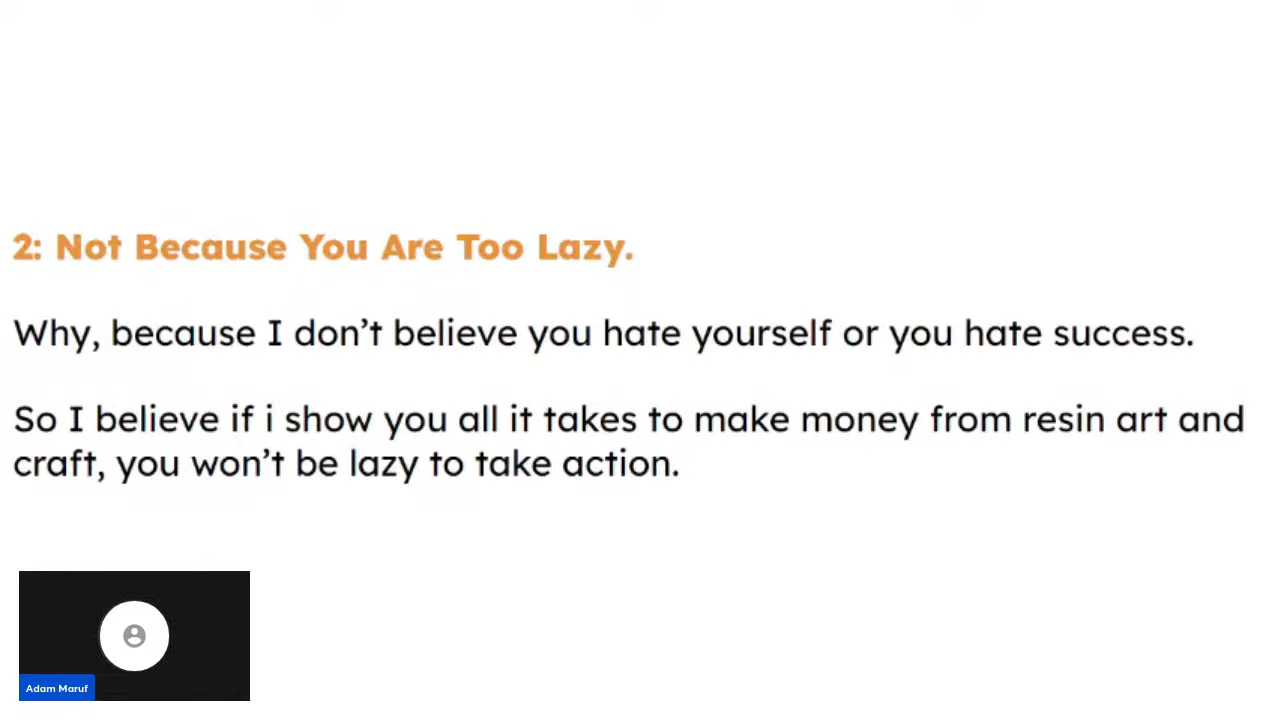 2: Not Because You Are Too Lazy.
Why, because I don’t believe you hate yourself or you hate success.
So I believe if i show you all it takes to make money from resin art and
craft, you won’t be lazy to take action.
Adam Maruf